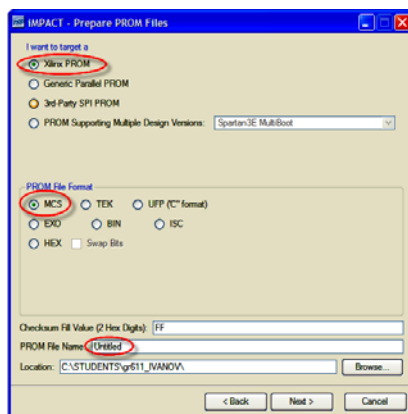 iMPACT - Prepare PROM Files
I want to target a
Xilinx PROM
Generic Parallel PROM
3rd-Party SPI PROM
PROM Supporting Multiple Design Versions: Spartan3E MultiBoot
PROM File Format
MCS TEK UFP ("C" format)
EXO BIN ISC
HEX Swap Bits
Checksum Fill Value (2 Hex Digits): FF
PROM File Name: Untitled
Location: C:\STUDENTS\gr611_IVANOV\ Browse...
< Back Next > Cancel